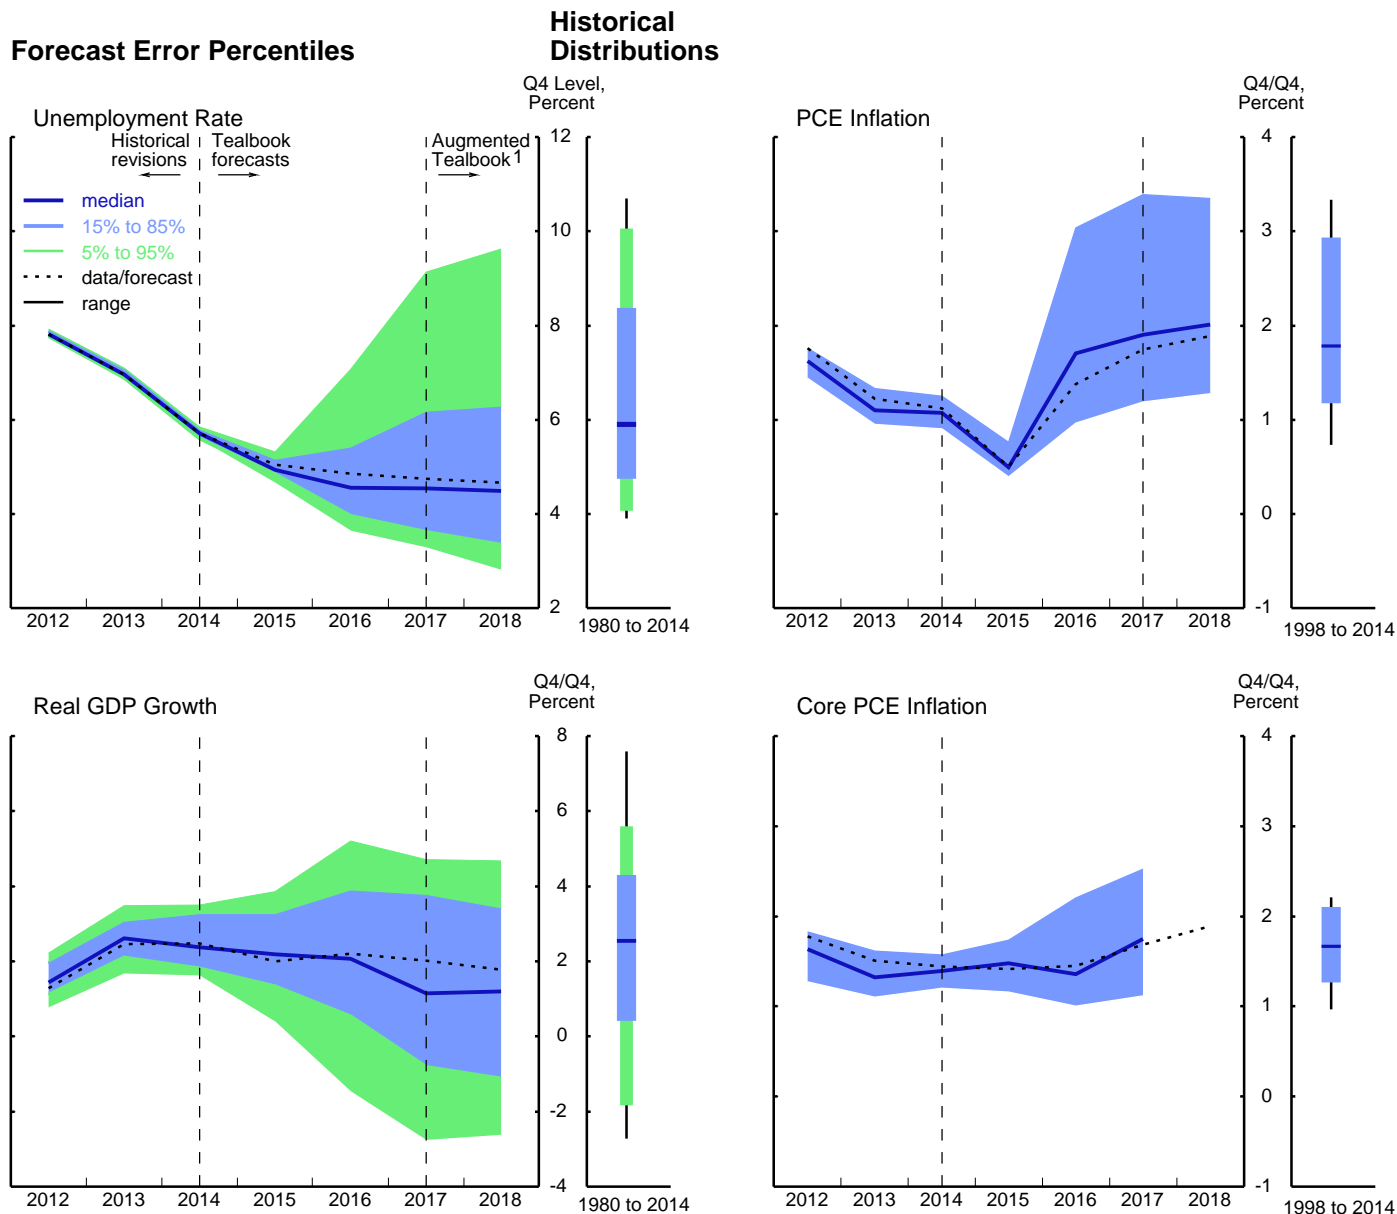 Forecast Error Percentiles
Historical
Distributions
Unemployment Rate
Q4 Level,
Percent
Historical
revisions
Tealbook
forecasts
Augmented
Tealbook 1
median
15% to 85%
5% to 95%
data/forecast
range
12
10
8
6
4
2
2012 2013 2014 2015 2016 2017 2018
1980 to 2014
PCE Inflation
Q4/Q4,
Percent
4
3
2
1
0
-1
2012 2013 2014 2015 2016 2017 2018
1998 to 2014
Real GDP Growth
Q4/Q4,
Percent
8
6
4
2
0
-2
-4
2012 2013 2014 2015 2016 2017 2018
1980 to 2014
Core PCE Inflation
Q4/Q4,
Percent
4
3
2
1
0
-1
2012 2013 2014 2015 2016 2017 2018
1998 to 2014